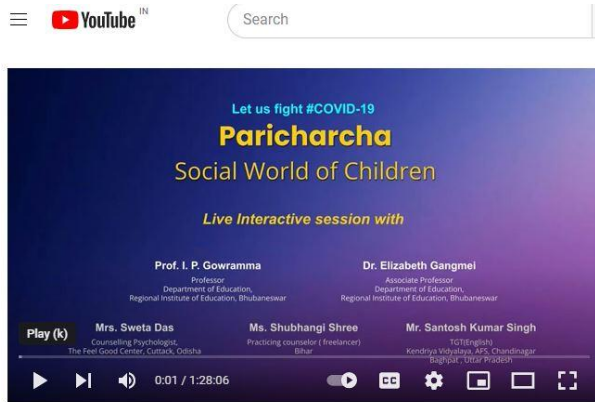 YouTube IN
Search
Let us fight #COVID-19
Paricharcha
Social World of Children
Live Interactive session with
Prof. I. P. Gowramma
Professor
Department of Education,
Regional Institute of Education, Bhubaneswar
Dr. Elizabeth Gangmei
Associate Professor
Department of Education,
Regional Institute of Education, Bhubaneswar
Mrs. Sweta Das
Counselling Psychologist,
The Feel Good Center, Cuttack, Odisha
Ms. Shubhangi Shree
Practicing counselor ( freelancer)
Bihar
Mr. Santosh Kumar Singh
TGT(English)
Kendriya Vidyalaya, AFS, Chandinagar
Baghpat , Uttar Pradesh
Play (k)
0:01 / 1:28:06
CC